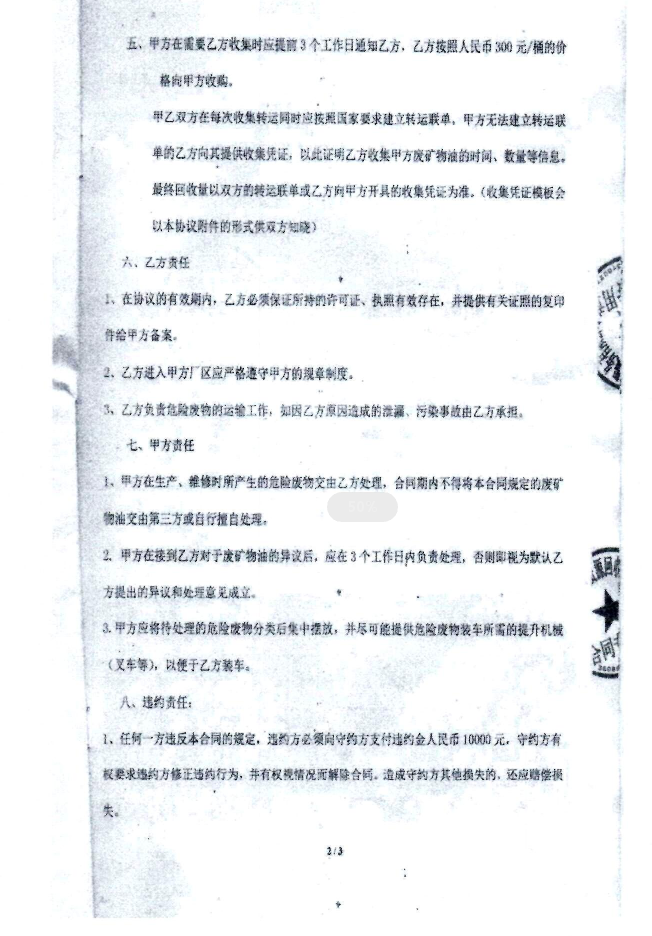 五、甲方在需要乙方收集时应提前 3 个工作日通知乙方，乙方按照人民币 300 元/桶的价
格向甲方收购。
甲乙双方在每次收集转运同时应按照国家要求建立转运联单，甲方无法建立转运联
单的乙方向其提供收集凭证，以此证明乙方收集甲方废矿物油的时间、数量等信息。
最终回收量以双方的转运联单或乙方向甲方开具的收集凭证为准。（收集凭证模板会
以本协议附件的形式供双方知晓）
六、乙方责任
1、在协议的有效期内，乙方必须保证所持的许可证、执照有效存在，并提供有关证照的复印
件给甲方备案。
2、乙方进入甲方厂区应严格遵守甲方的规章制度。
3、乙方负责危险废物的运输工作，如因乙方原因造成的泄漏、污染事故由乙方承担。
七、甲方责任
1、甲方在生产、维修时所产生的危险废物交由乙方处理，合同期内不得将本合同规定的废矿
物油交由第三方或自行擅自处理。
2. 甲方在接到乙方对于废矿物油的异议后，应在 3 个工作日内负责处理，否则即视为默认乙
方提出的异议和处理意见成立。
3. 甲方应将待处理的危险废物分类后集中摆放，并尽可能提供危险废物装车所需的提升机械
（叉车等），以便于乙方装车。
八、违约责任：
1、任何一方违反本合同的规定，违约方必须向守约方支付违约金人民币 10000 元，守约方有
权要求违约方修正违约行为，并有权视情况而解除合同。造成守约方其他损失的，还应赔偿损
失。
2/3